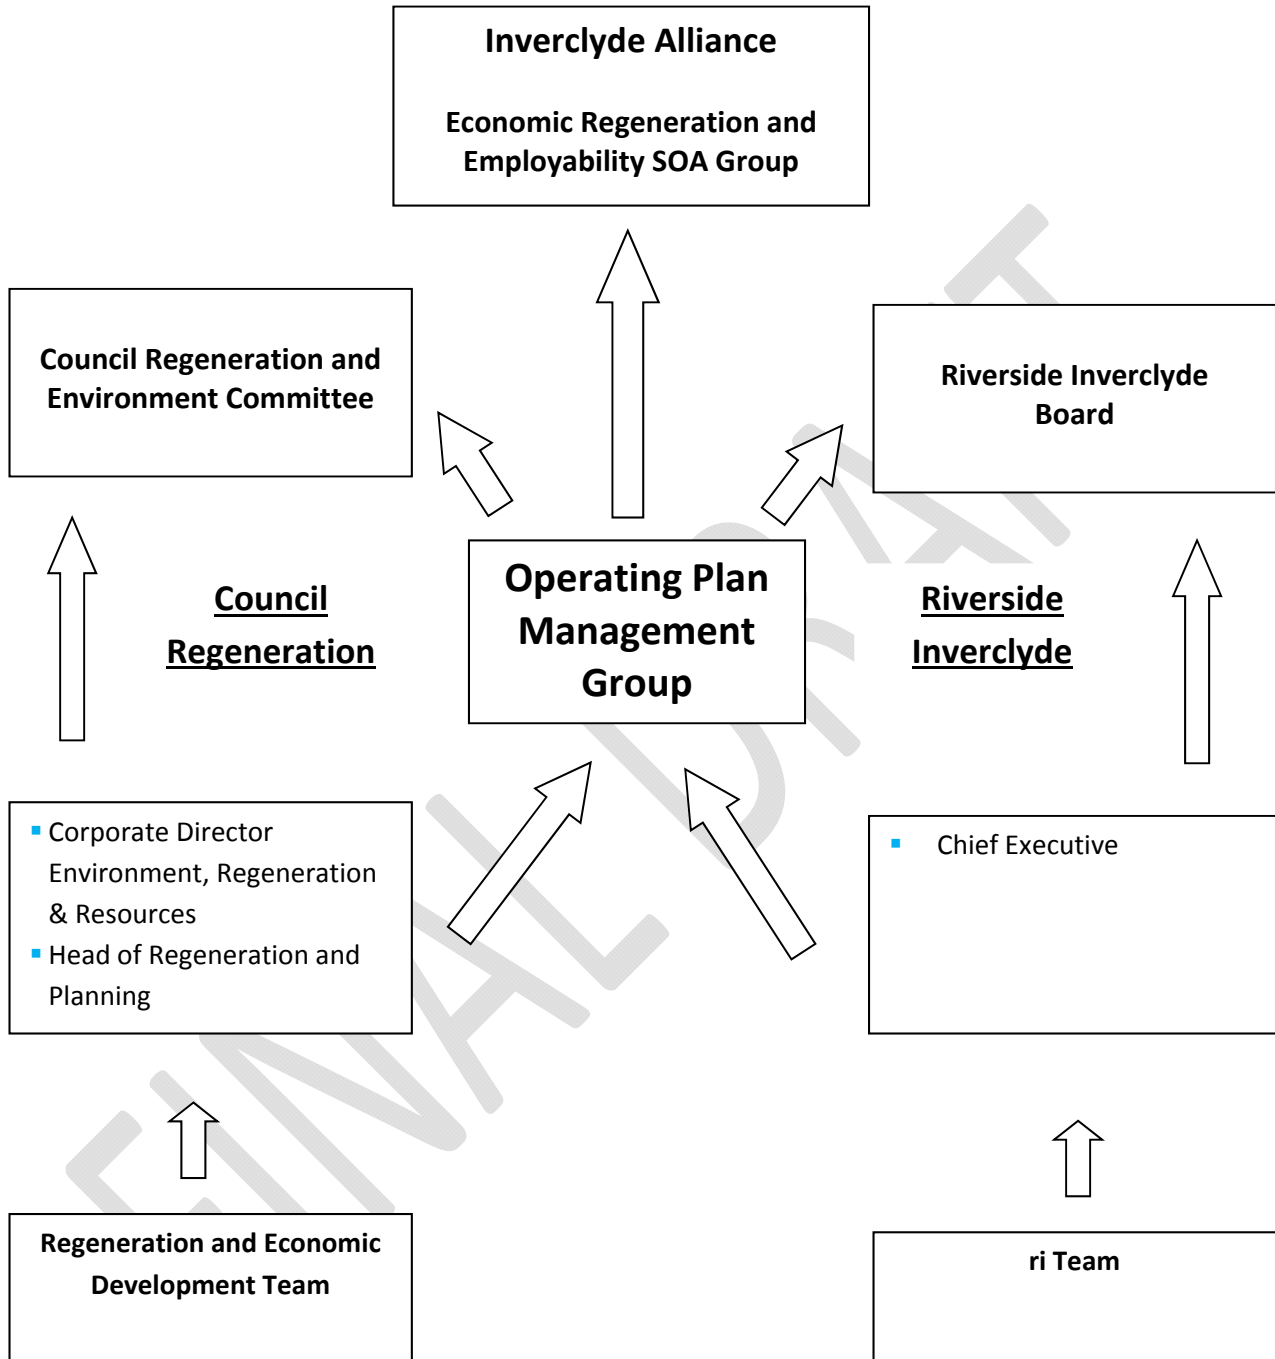 Inverclyde Alliance
Economic Regeneration and
Employability SOA Group
Council Regeneration and
Environment Committee
Riverside Inverclyde
Board
Council
Regeneration
Operating Plan
Management
Group
Riverside
Inverclyde
▪ Corporate Director
Environment, Regeneration
& Resources
▪ Head of Regeneration and
Planning
▪ Chief Executive
Regeneration and Economic
Development Team
ri Team
FINAL DRAFT